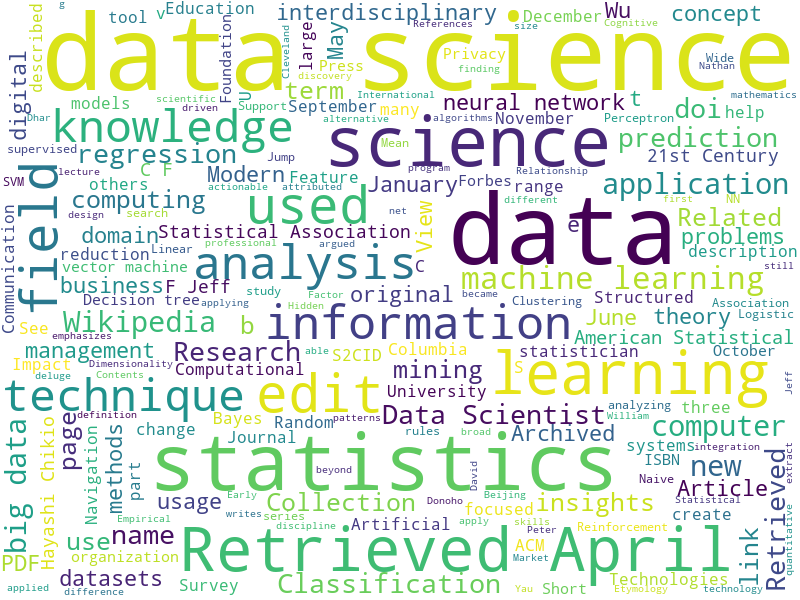 g
tool
v
Education
interdisciplinary
References
December
size
Wu
Cognitive
concept
described
data science
Foundation
Cleveland
large
May
Press
discovery
Privacy
finding
Wide
Nathan
digital
models
scientific
driven
U
Support
term
alternative
September
International
many
algorithms
neural network
November
t
Perceptron
doi
help
mathematics
knowledge
Dhar
science
Mean
prediction
supervised
regression
Jump
program
Relationship
21st Century
SVM
lecture
others
C F
Modern
actionable
Feature
attributed
January
Forbes
range
different
application
NN
first
field
computing
design
search
used
net
View
data
e
Related
domain
Statistical Association
problems
Communication
reduction
Linear
professional
argued
description
vector machine
analysis
C
machine learning
still
business
F Jeff
study
original
became
Clustering
Structured
Association
Decision tree
applying
Hidden
Factor
See
Wikipedia
b
information
June
theory
Logistic
emphasizes
American Statistical
management
Research
able
S2CID
Columbia
statistician
October
Impact
Dimensionality
Computational
mining
S
deluge
Contents
University
learning
analyzing
Jeff
technique
edit
patterns
William
three
page
definition
Bayes
Random
Data Scientist
computer
big data
Navigation
methods
change
Journal
rules
broad
Archived
systems
integration
Hayashi Chikio
part
statistics
David
ISBN
new
extract
beyond
Naive
Article
Statistical
Retrieved
usage
Early
Collection
Donoho
Beijing
focused
insights
create
quantitative
name
Empirical
writes
series
discipline
Artificial
apply
skills
Peter
Reinforcement
link
use
Retrieved April
ACM
PDF
organization
Market
datasets
Survey
Classification
Technologies
applied
difference
Yau
Short
Etymology
technology